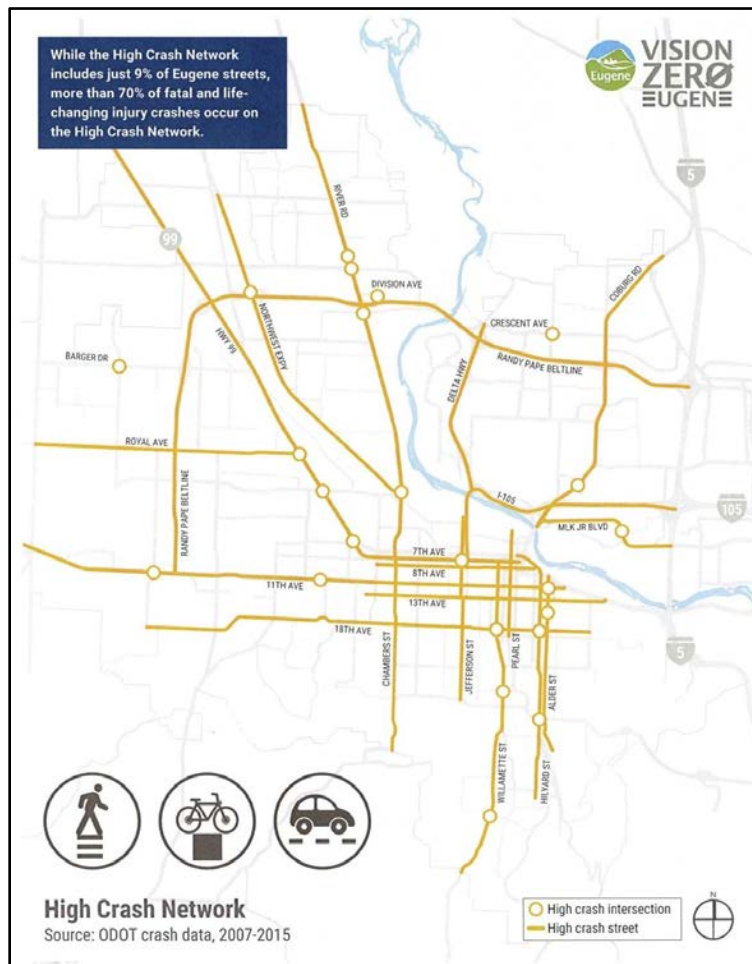 While the High Crash Network
includes just 9% of Eugene streets,
more than 70% of fatal and life-
changing injury crashes occur on
the High Crash Network.
Eugene
VISION
ZERO
EUGENE
5
99
RIVER RD
DIVISION AVE
COBURG RD
CRESCENT AVE
NORTHWEST EXPY
HWY 99
BARGER DR
RANDY PAPE BELTLINE
DELTA HWY
ROYAL AVE
RANDY PAPE BELTLINE
I-105
105
MLK JR BLVD
7TH AVE
8TH AVE
11TH AVE
13TH AVE
18TH AVE
CHAMBERS ST
JEFFERSON ST
PEARL ST
ALDER ST
5
WILLAMETTE ST
HILYARD ST
High Crash Network
Source: ODOT crash data, 2007-2015
High crash intersection
High crash street
N